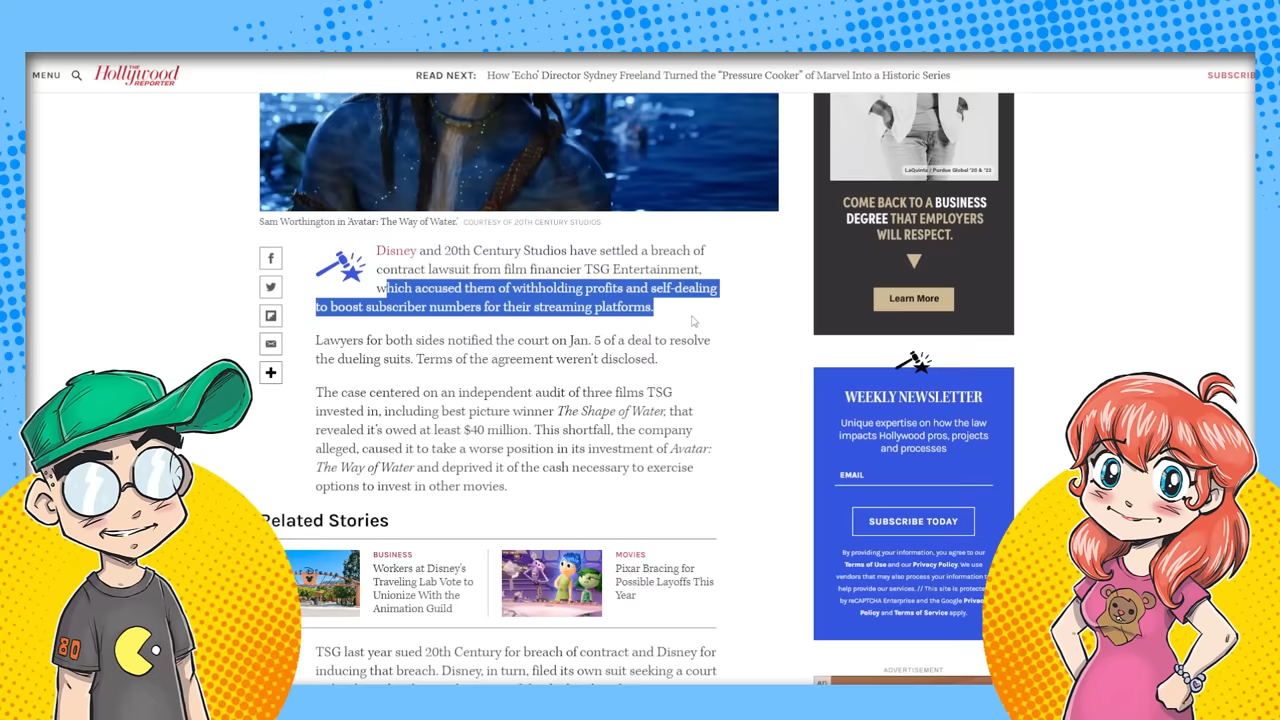 MENU
THE
Hollywood
REPORTER
READ NEXT: How 'Echo' Director Sydney Freeland Turned the “Pressure Cooker” of Marvel Into a Historic Series
SUBSCRIB
Sam Worthington in 'Avatar: The Way of Water.' COURTESY OF 20TH CENTURY STUDIOS
Disney and 20th Century Studios have settled a breach of
contract lawsuit from film financier TSG Entertainment,
which accused them of withholding profits and self-dealing
to boost subscriber numbers for their streaming platforms.
Lawyers for both sides notified the court on Jan. 5 of a deal to resolve
the dueling suits. Terms of the agreement weren't disclosed.
The case centered on an independent audit of three films TSG
invested in, including best picture winner The Shape of Water, that
revealed it's owed at least $40 million. This shortfall, the company
alleged, caused it to take a worse position in its investment of Avatar:
The Way of Water and deprived it of the cash necessary to exercise
options to invest in other movies.
Related Stories
BUSINESS
Workers at Disney's
Traveling Lab Vote to
Unionize With the
Animation Guild
MOVIES
Pixar Bracing for
Possible Layoffs This
Year
TSG last year sued 20th Century for breach of contract and Disney for
inducing that breach. Disney, in turn, filed its own suit seeking a court
LaQuinta / Purdue Global '20 & '22
COME BACK TO A BUSINESS
DEGREE THAT EMPLOYERS
WILL RESPECT.
Learn More
WEEKLY NEWSLETTER
Unique expertise on how the law
impacts Hollywood pros, projects
and processes
EMAIL
SUBSCRIBE TODAY
By providing your information, you agree to our
Terms of Use and our Privacy Policy. We use
vendors that may also process your information to
help provide our services. // This site is protected
by reCAPTCHA Enterprise and the Google Privac
Policy and Terms of Service apply.
ADVERTISEMENT
80